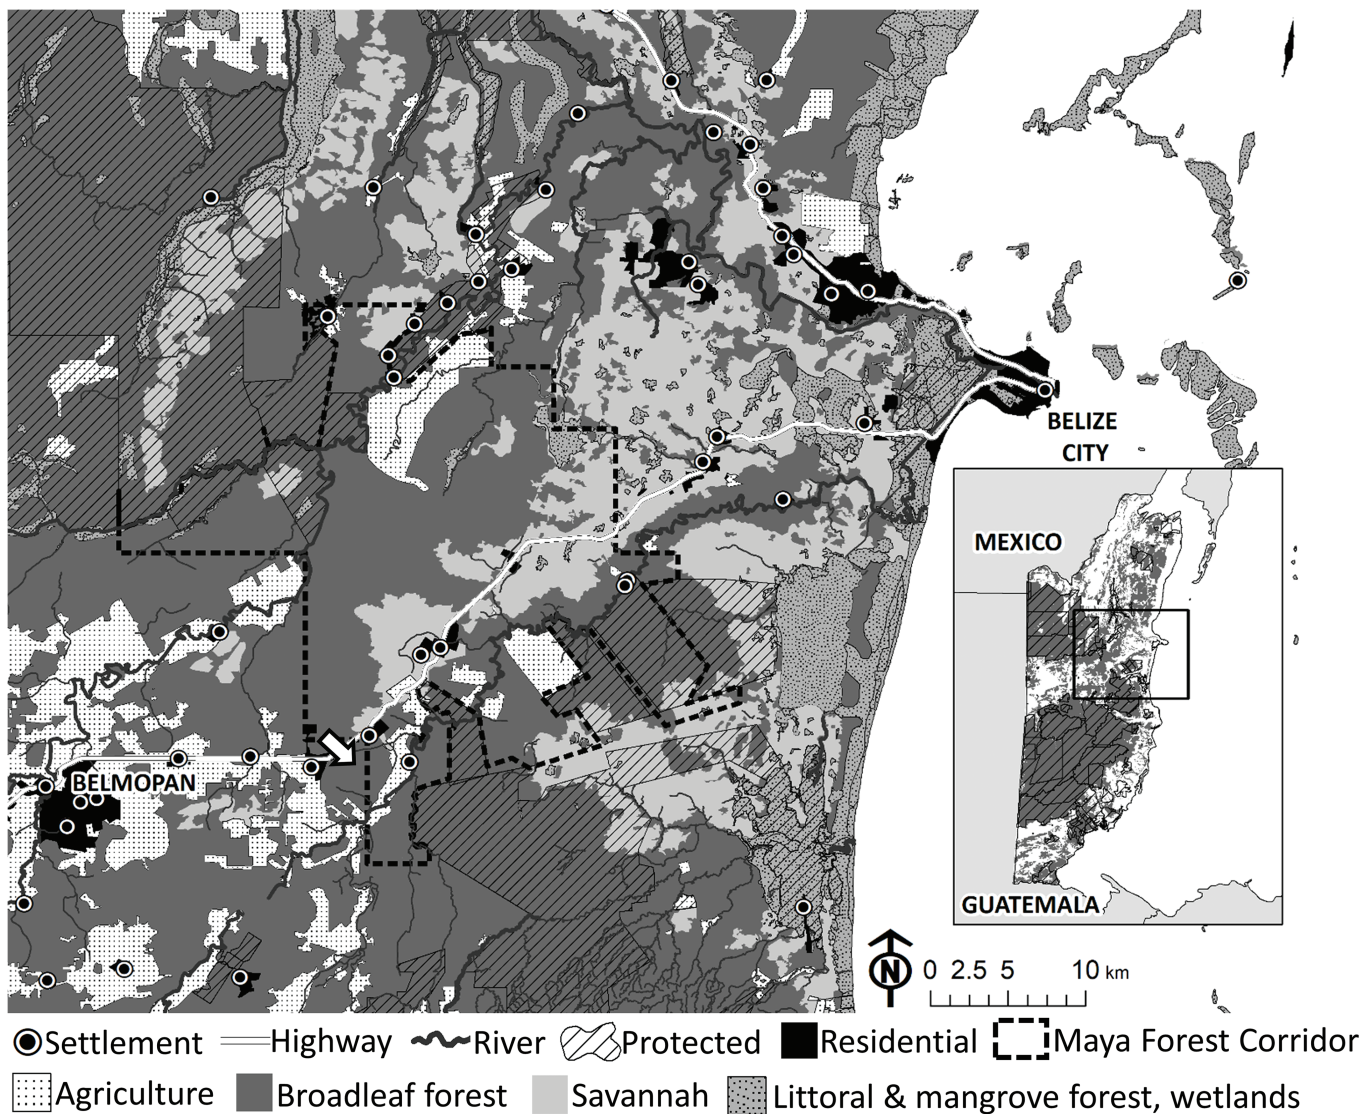 BELIZE
CITY
MEXICO
BELMOPAN
GUATEMALA
N 0 2.5 5 10 km
Settlement Highway River Protected Residential Maya Forest Corridor
Agriculture Broadleaf forest Savannah Littoral & mangrove forest, wetlands